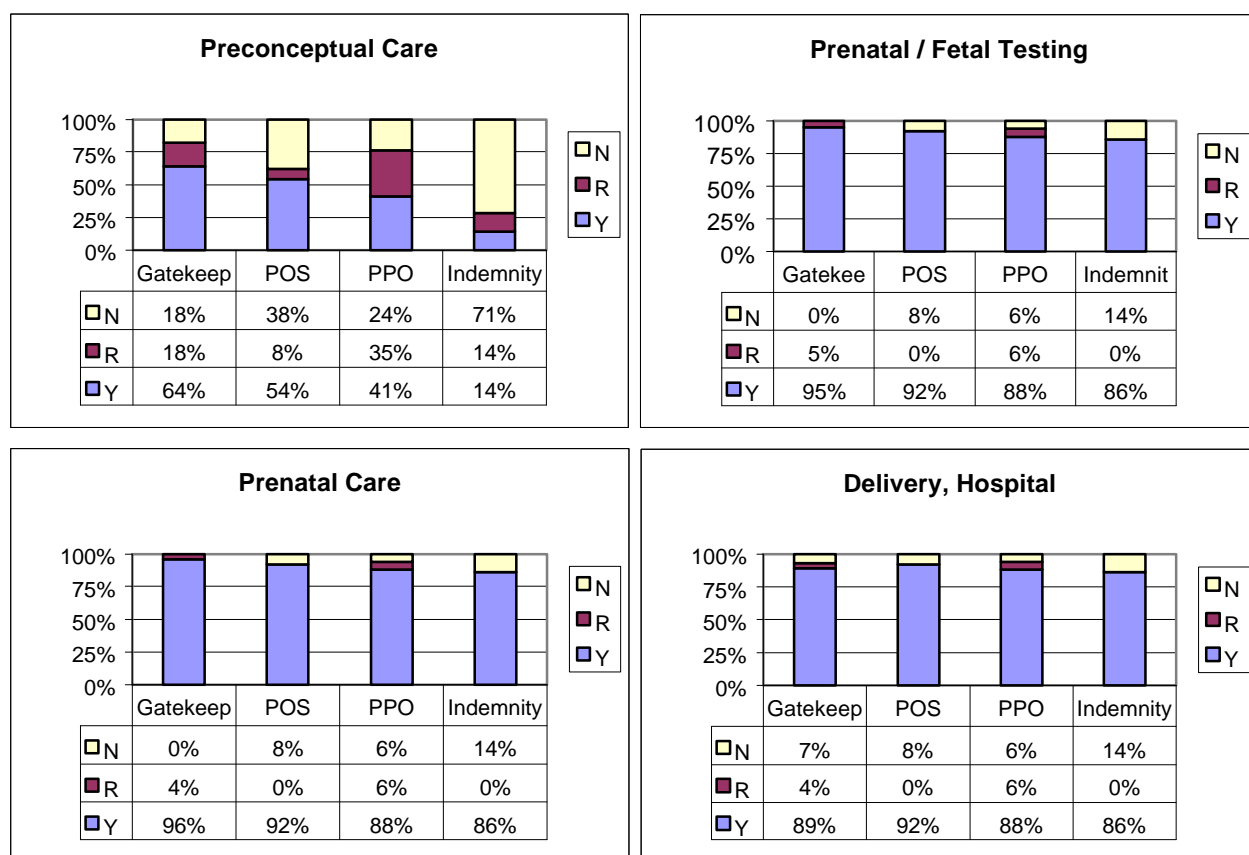 Preconceptual Care
100%
75%
50%
25%
0%
N
R
Y
Gatekeep POS PPO Indemnity
N 18% 38% 24% 71%
R 18% 8% 35% 14%
Y 64% 54% 41% 14%
Prenatal / Fetal Testing
100%
75%
50%
25%
0%
N
R
Y
Gatekee POS PPO Indemnit
N 0% 8% 6% 14%
R 5% 0% 6% 0%
Y 95% 92% 88% 86%
Prenatal Care
100%
75%
50%
25%
0%
N
R
Y
Gatekeep POS PPO Indemnity
N 0% 8% 6% 14%
R 4% 0% 6% 0%
Y 96% 92% 88% 86%
Delivery, Hospital
100%
75%
50%
25%
0%
N
R
Y
Gatekeep POS PPO Indemnity
N 7% 8% 6% 14%
R 4% 0% 6% 0%
Y 89% 92% 88% 86%